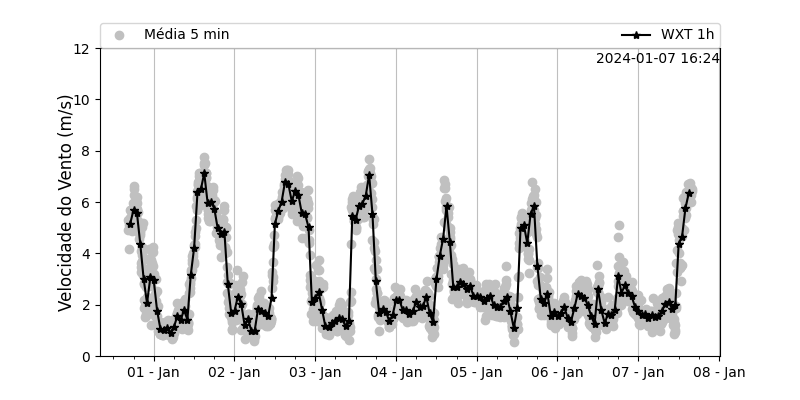 Média 5 min
WXT 1h
2024-01-07 16:24
Velocidade do Vento (m/s)
12
10
8
6
4
2
0
01 - Jan
02 - Jan
03 - Jan
04 - Jan
05 - Jan
06 - Jan
07 - Jan
08 - Jan